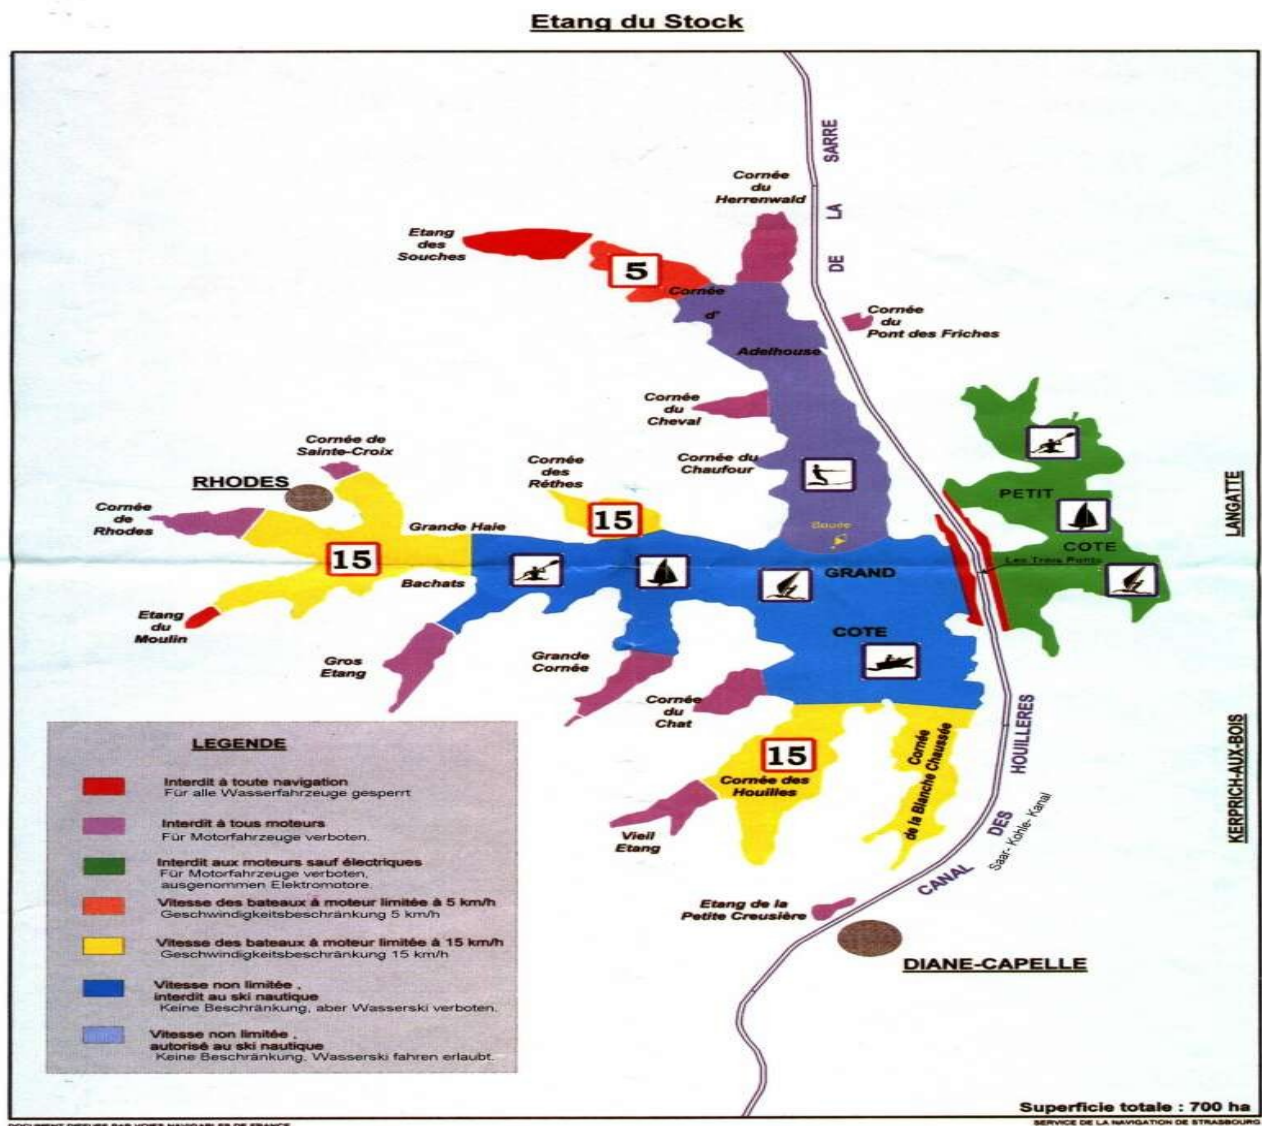 Etang du Stock
SARRE
LA
DE
Cornée
du
Herrenwald
Etang
des
Souches
5
Cornée
d'
Adelhouse
Cornée
du
Pont des Friches
Cornée
du
Cheval
Cornée du
Chaufour
Cornée de
Sainte-Croix
RHODES
Cornée
des
Réthes
Cornée
de
Rhodes
Grande Haie
15
15
Bachats
Bouée
PETIT
COTE
Les Trois Ponts
LANGATTE
GRAND
COTE
Etang
du
Moulin
Gros
Etang
Grande
Cornée
Cornée
du
Chat
15
Cornée des
Houilles
Cornée
de la Blanche Chaussée
Vieil
Etang
HOUILLERES
DES
CANAL
Saar- Kohle- Kanal
KERPRICH-AUX-BOIS
Etang de la
Petite Creusière
DIANE-CAPELLE
LEGENDE
Interdit à toute navigation
Für alle Wasserfahrzeuge gesperrt
Interdit à tous moteurs
Für Motorfahrzeuge verboten.
Interdit aux moteurs sauf électriques
Für Motorfahrzeuge verboten,
ausgenommen Elektromotore.
Vitesse des bateaux à moteur limitée à 5 km/h
Geschwindigkeitsbeschränkung 5 km/h
Vitesse des bateaux à moteur limitée à 15 km/h
Geschwindigkeitsbeschränkung 15 km/h
Vitesse non limitée ,
interdit au ski nautique
Keine Beschränkung, aber Wasserski verboten.
Vitesse non limitée ,
autorisé au ski nautique
Keine Beschränkung, Wasserski fahren erlaubt.
Superficie totale : 700 ha
DOCUMENT DIFFUSE PAR VOIES NAVIGABLES DE FRANCE
SERVICE DE LA NAVIGATION DE STRASBOURG